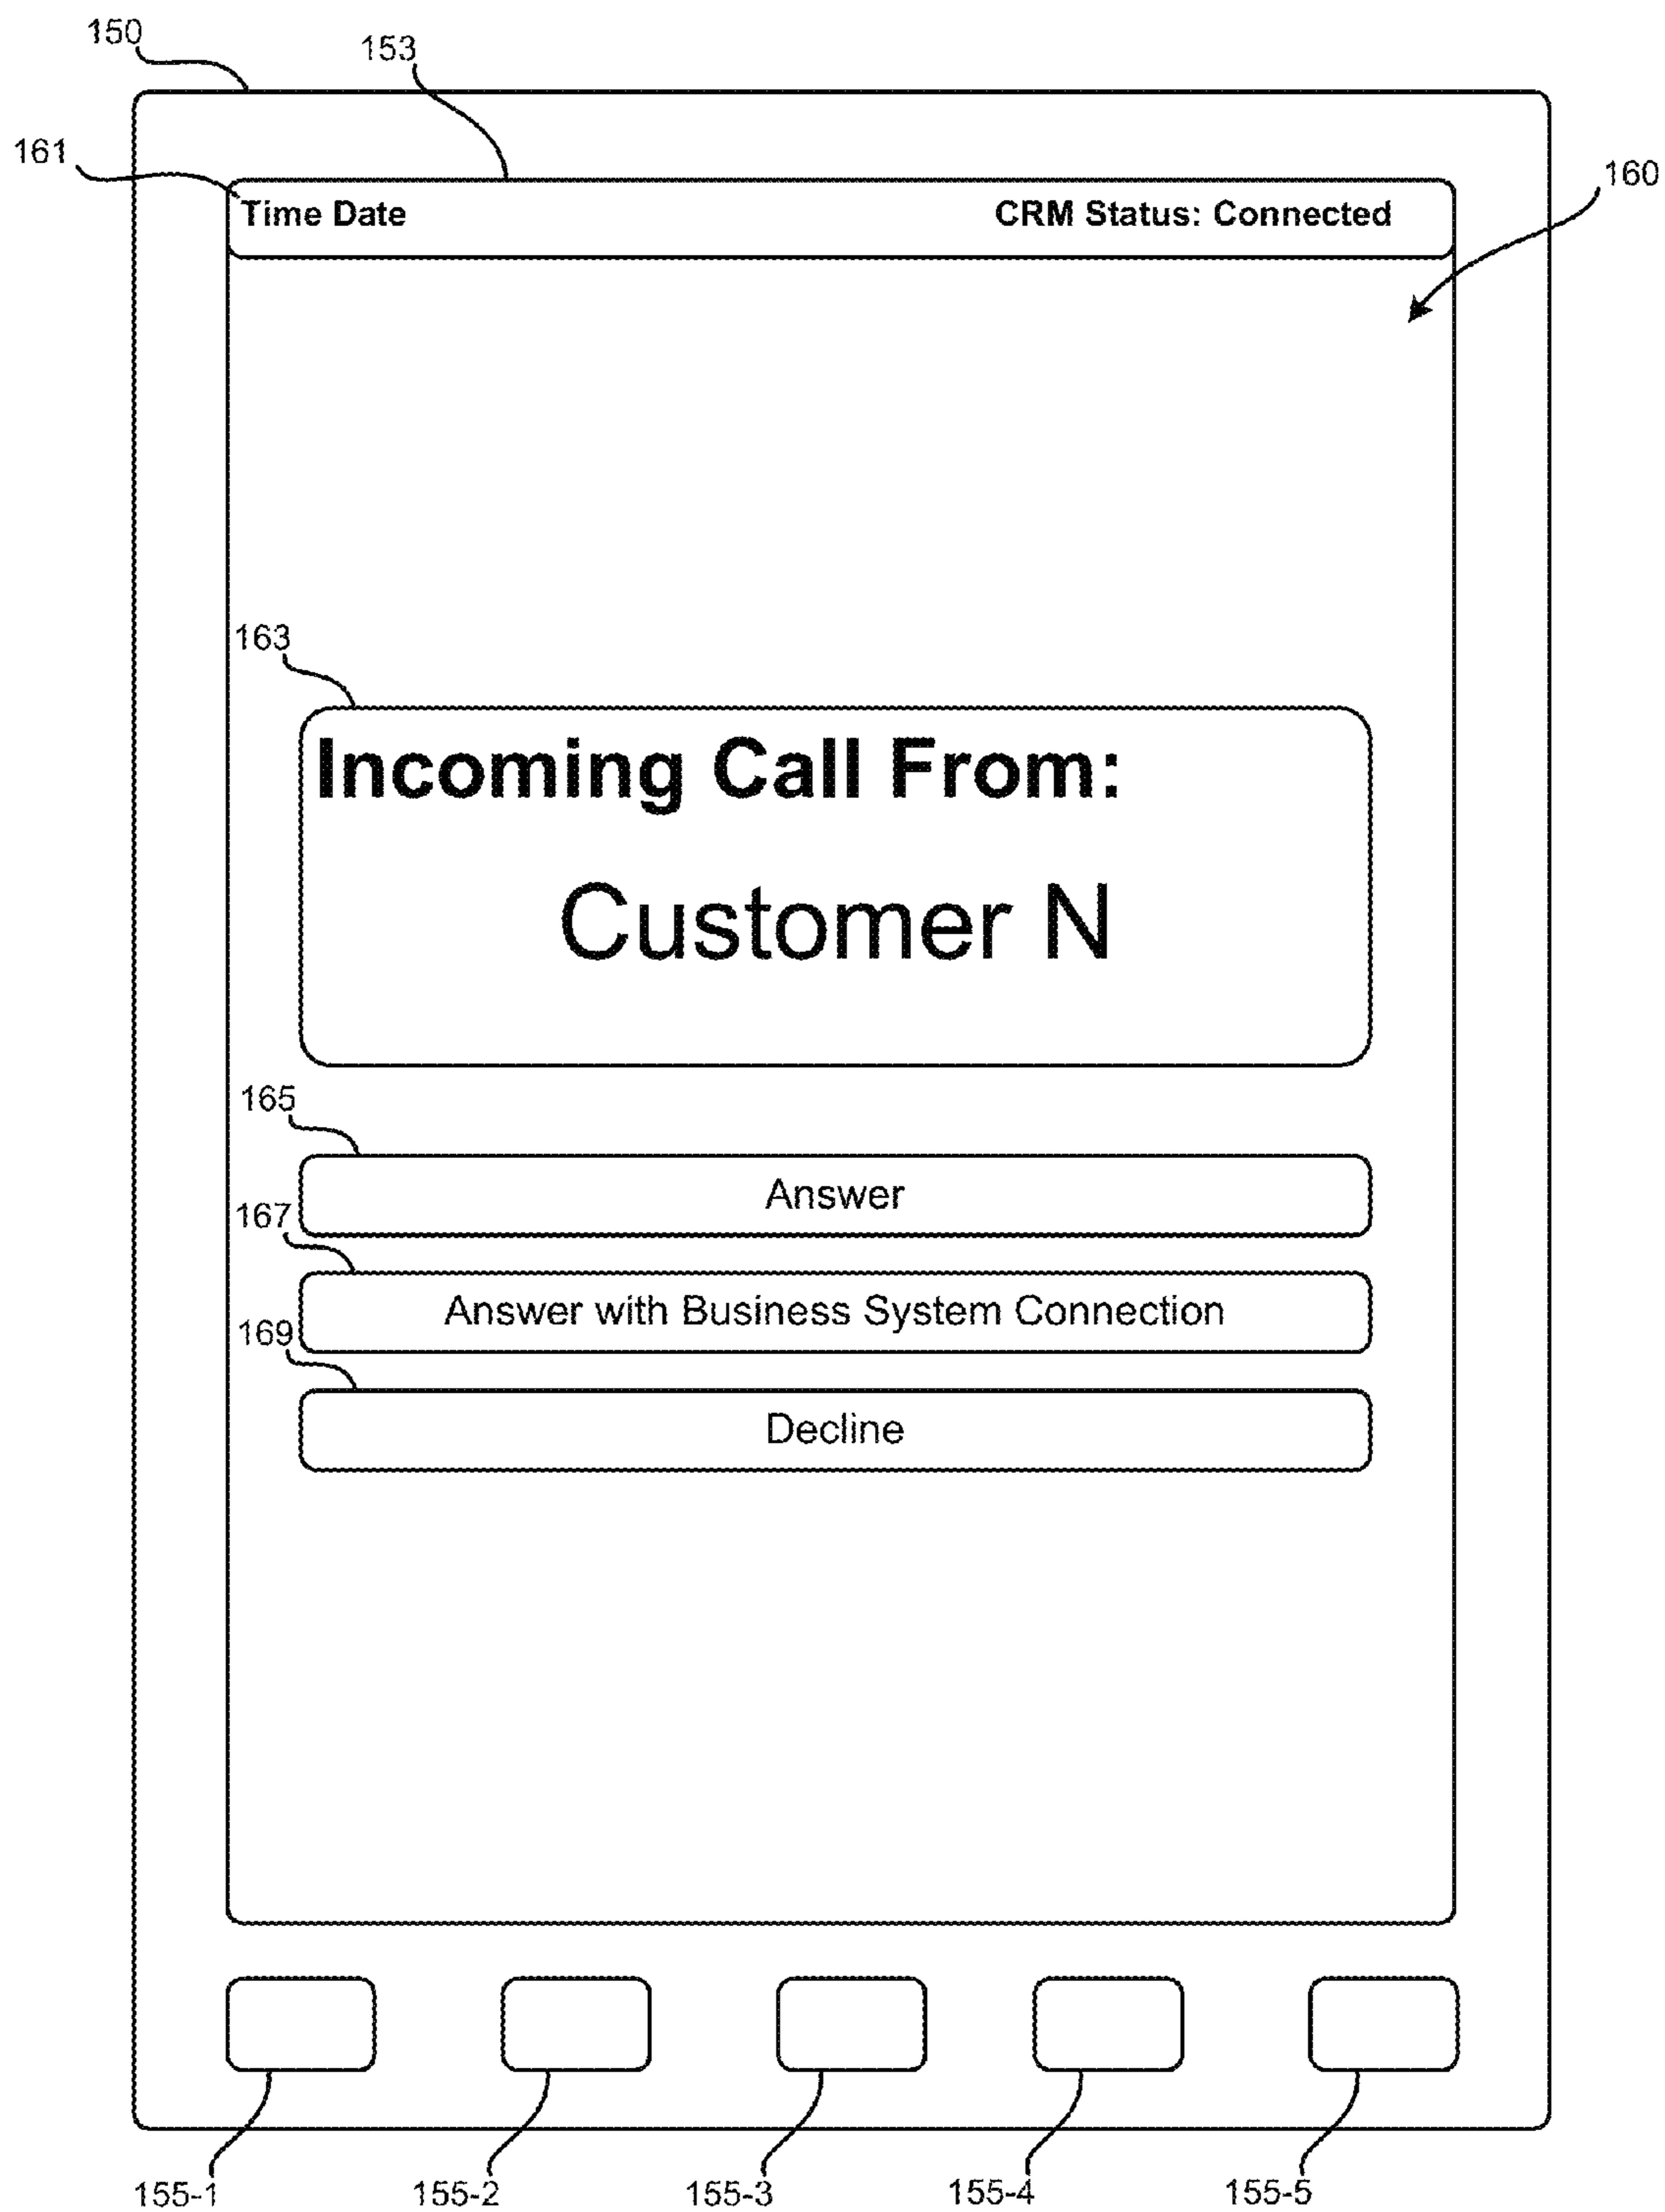 150
153
161
160
Time Date CRM Status: Connected
163
Incoming Call From:
Customer N
165
Answer
167
Answer with Business System Connection
169
Decline
155-1 155-2 155-3 155-4 155-5